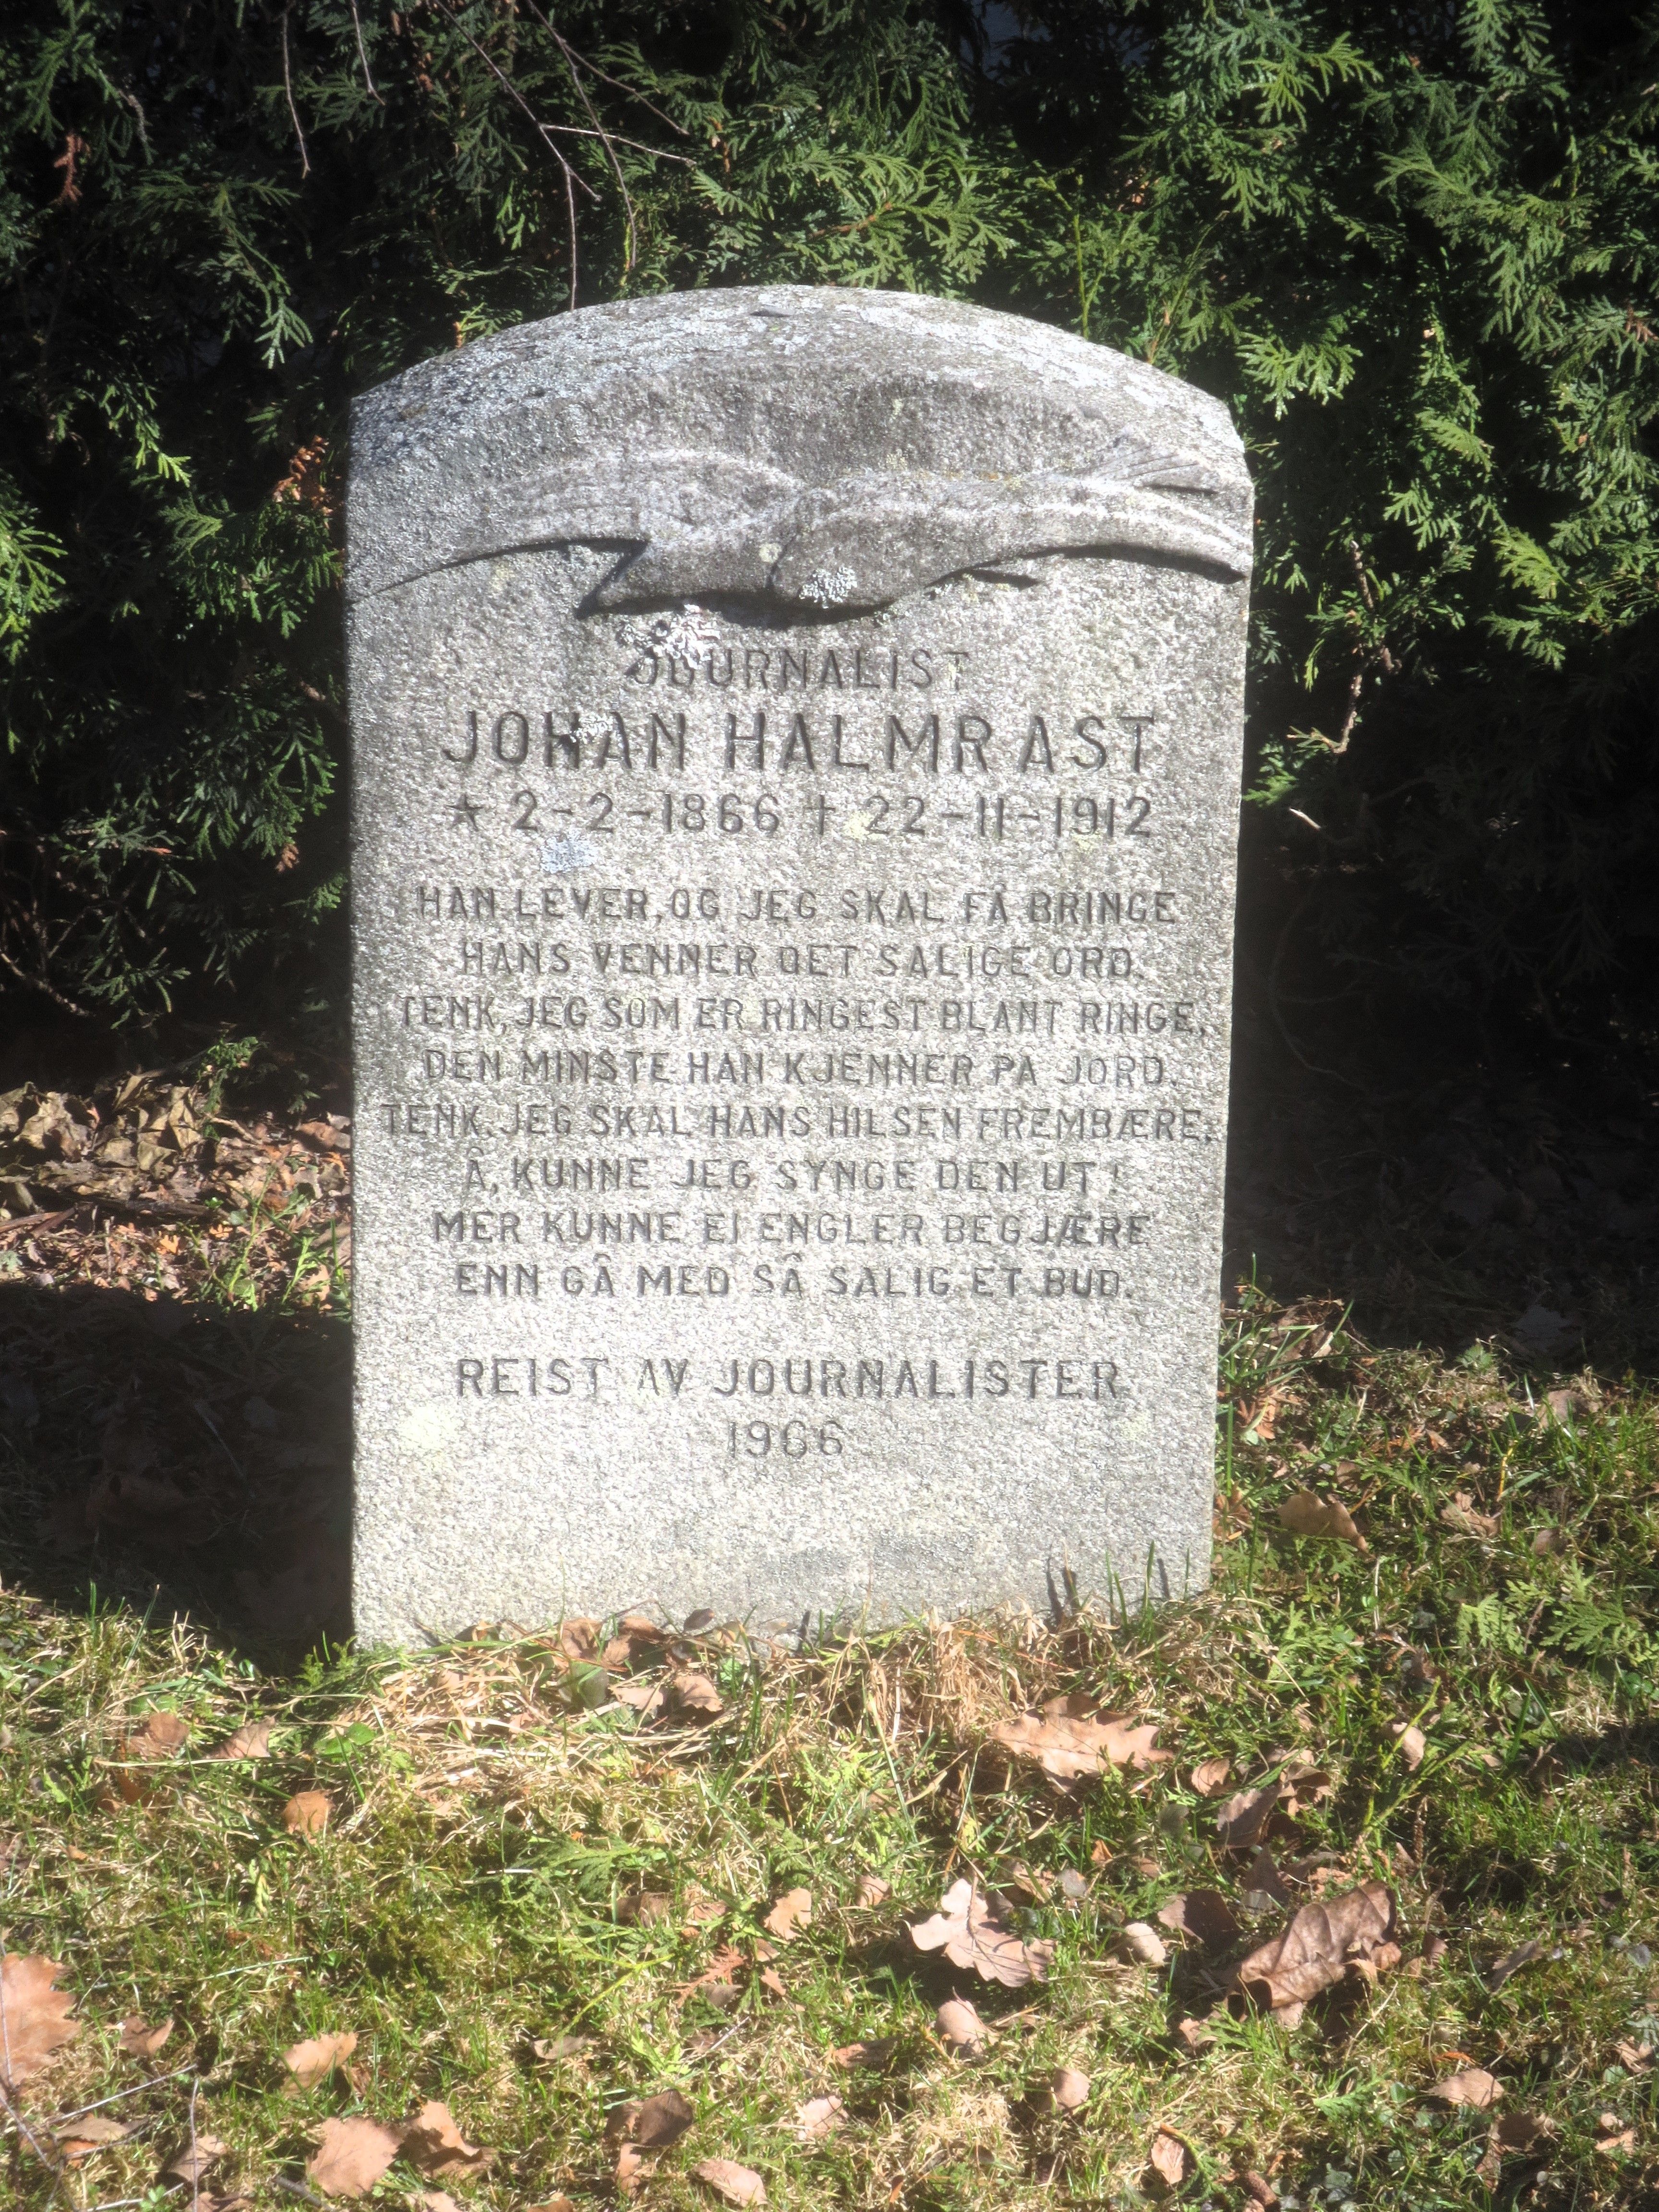 JOURNALIST
JOHAN HALMRAST
★ 2-2-1866 † 22-11-1912
HAN LEVER, OG JEG SKAL FÅ BRINGE
HANS VENNER DET SALIGE ORD.
TENK, JEG SOM ER RINGEST BLANT RINGE,
DEN MINSTE HAN KJENNER PÅ JORD.
TENK, JEG SKAL HANS HILSEN FREMBÆRE,
Å, KUNNE JEG SYNGE DEN UT!
MER KUNNE EI ENGLER BEGJÆRE
ENN GÅ MED SÅ SALIG ET BUD.
REIST AV JOURNALISTER
1966